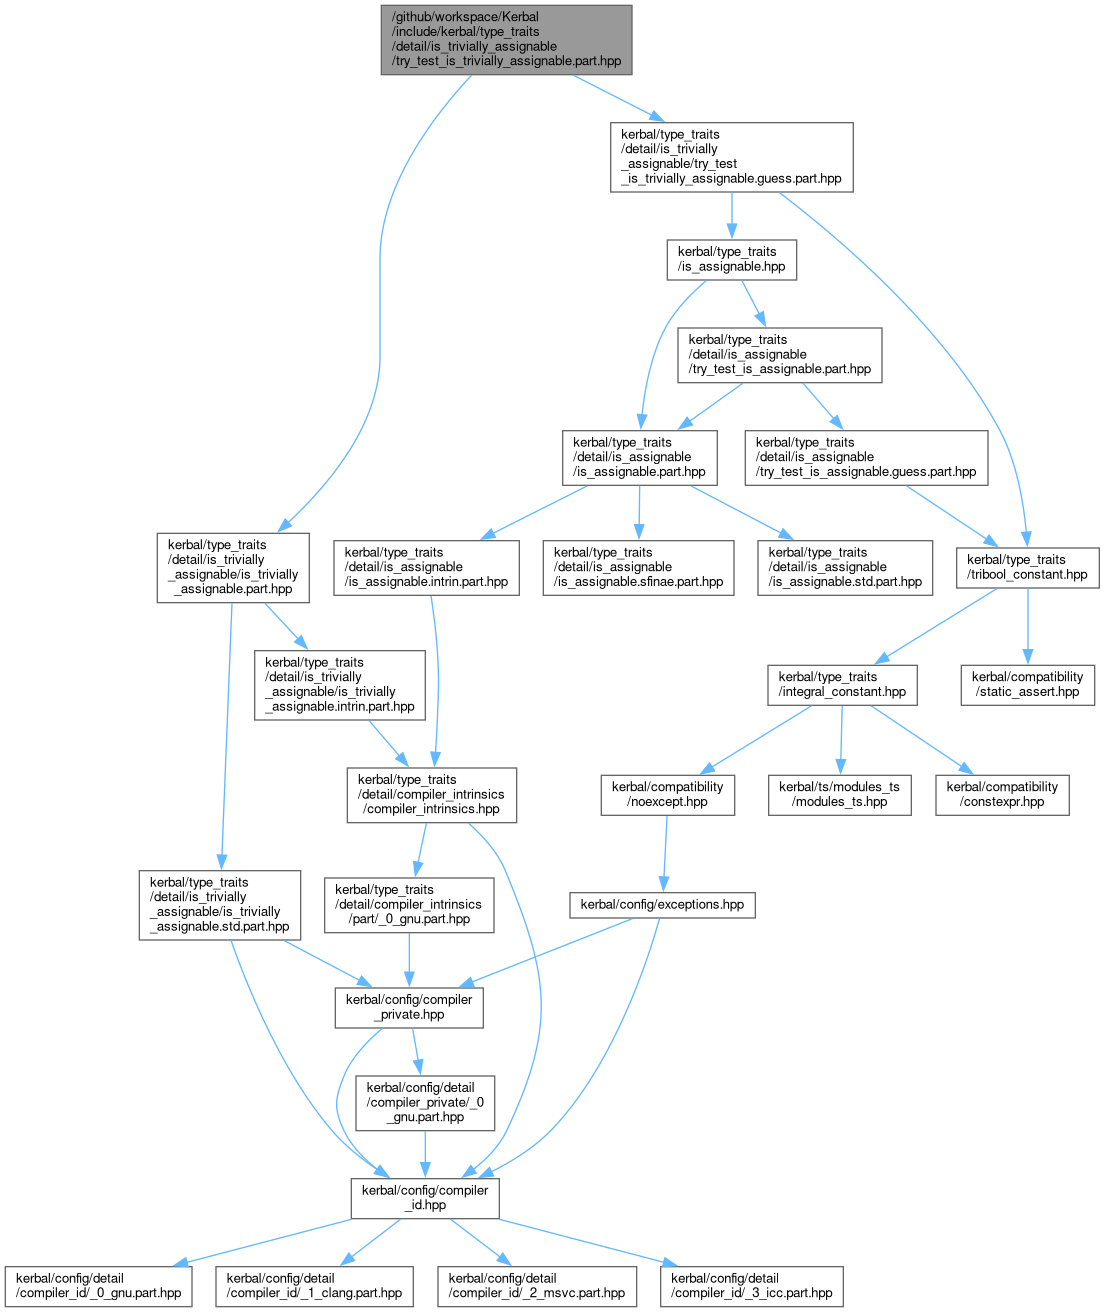 /github/workspace/Kerbal
/include/kerbal/type_traits
/detail/is_trivially_assignable
/try_test_is_trivially_assignable.part.hpp
kerbal/type_traits
/detail/is_trivially
_assignable/try_test
_is_trivially_assignable.guess.part.hpp
kerbal/type_traits
/is_assignable.hpp
kerbal/type_traits
/detail/is_assignable
/try_test_is_assignable.part.hpp
kerbal/type_traits
/detail/is_assignable
/is_assignable.part.hpp
kerbal/type_traits
/detail/is_assignable
/try_test_is_assignable.guess.part.hpp
kerbal/type_traits
/detail/is_trivially
_assignable/is_trivially
_assignable.part.hpp
kerbal/type_traits
/detail/is_assignable
/is_assignable.intrin.part.hpp
kerbal/type_traits
/detail/is_assignable
/is_assignable.sfinae.part.hpp
kerbal/type_traits
/detail/is_assignable
/is_assignable.std.part.hpp
kerbal/type_traits
/tribool_constant.hpp
kerbal/type_traits
/detail/is_trivially
_assignable/is_trivially
_assignable.intrin.part.hpp
kerbal/type_traits
/integral_constant.hpp
kerbal/compatibility
/static_assert.hpp
kerbal/type_traits
/detail/compiler_intrinsics
/compiler_intrinsics.hpp
kerbal/compatibility
/noexcept.hpp
kerbal/ts/modules_ts
/modules_ts.hpp
kerbal/compatibility
/constexpr.hpp
kerbal/type_traits
/detail/is_trivially
_assignable/is_trivially
_assignable.std.part.hpp
kerbal/type_traits
/detail/compiler_intrinsics
/part/_0_gnu.part.hpp
kerbal/config/exceptions.hpp
kerbal/config/compiler
_private.hpp
kerbal/config/detail
/compiler_private/_0
_gnu.part.hpp
kerbal/config/compiler
_id.hpp
kerbal/config/detail
/compiler_id/_0_gnu.part.hpp
kerbal/config/detail
/compiler_id/_1_clang.part.hpp
kerbal/config/detail
/compiler_id/_2_msvc.part.hpp
kerbal/config/detail
/compiler_id/_3_icc.part.hpp